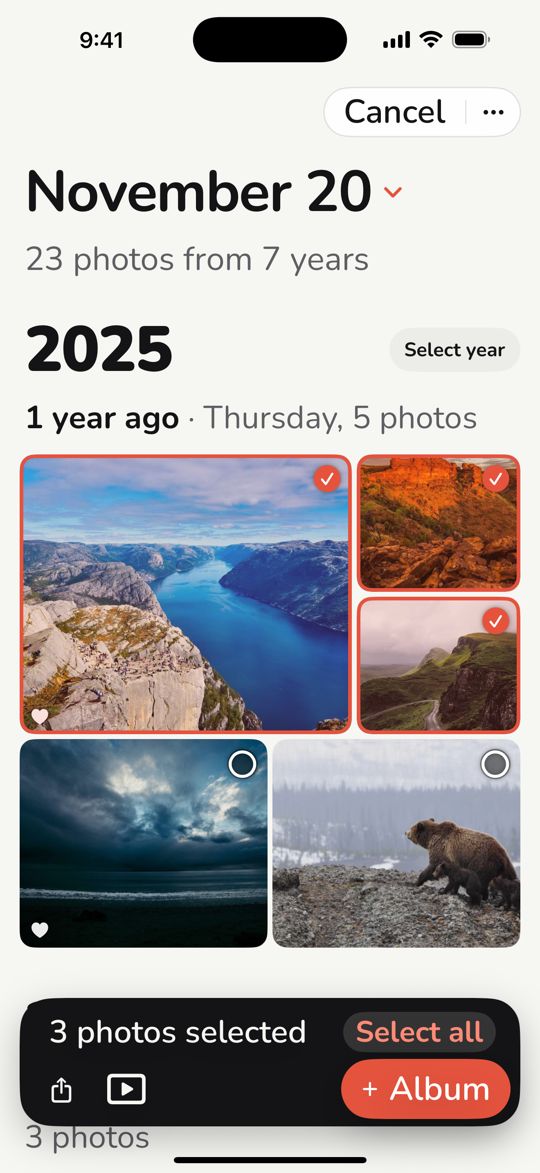 9:41
Cancel
November 20
23 photos from 7 years
2025
Select year
1 year ago · Thursday, 5 photos
3 photos selected
Select all
+ Album
3 photos